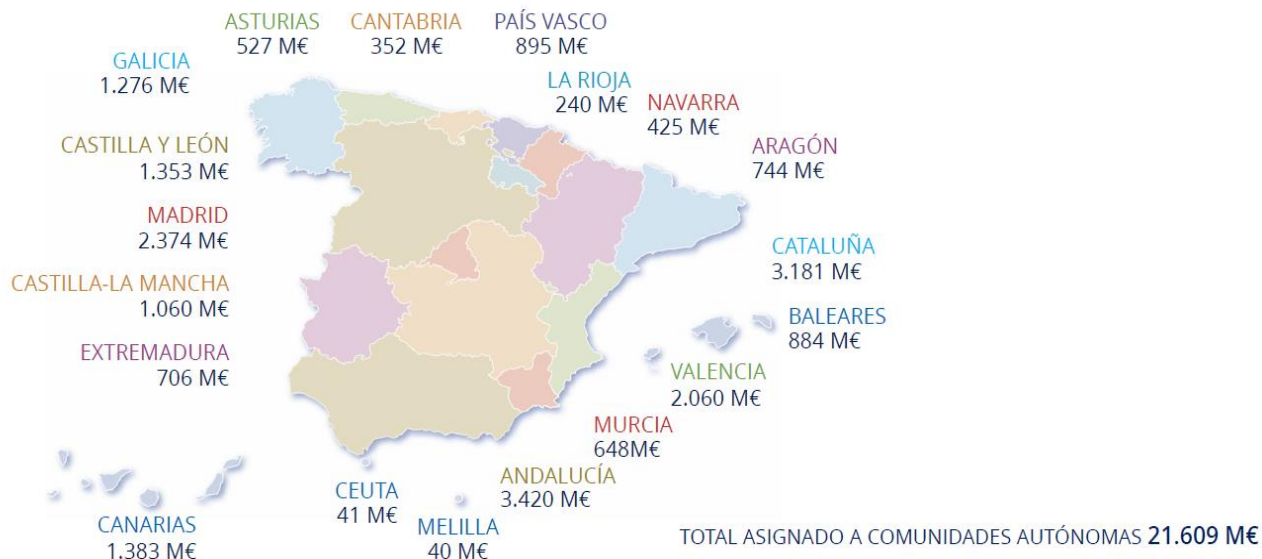 ASTURIAS
527 M€
CANTABRIA
352 M€
PAÍS VASCO
895 M€
GALICIA
1.276 M€
LA RIOJA
240 M€
NAVARRA
425 M€
CASTILLA Y LEÓN
1.353 M€
ARAGÓN
744 M€
MADRID
2.374 M€
CATALUÑA
3.181 M€
CASTILLA-LA MANCHA
1.060 M€
BALEARES
884 M€
EXTREMADURA
706 M€
VALENCIA
2.060 M€
MURCIA
648M€
ANDALUCÍA
3.420 M€
CEUTA
41 M€
MELILLA
40 M€
CANARIAS
1.383 M€
TOTAL ASIGNADO A COMUNIDADES AUTÓNOMAS 21.609 M€